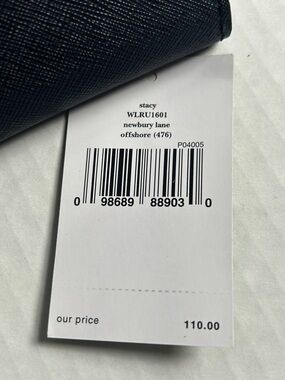 stacy
WLRU1601
newbury lane
offshore (476)
P04005
0 98689 88903 0
our price 110.00